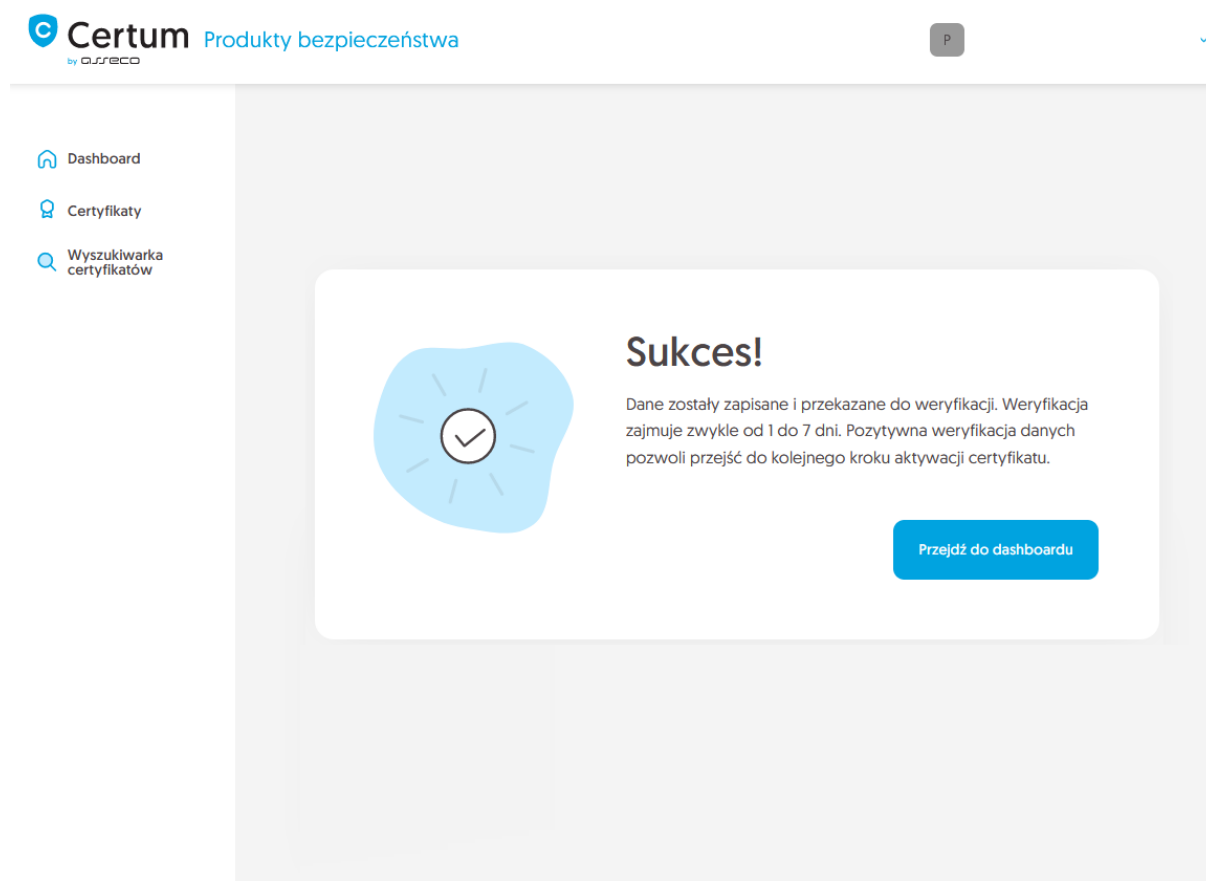 Certum
by asseco
Produkty bezpieczeństwa
P
Dashboard
Certyfikaty
Wyszukiwarka
certyfikatów
Sukces!
Dane zostały zapisane i przekazane do weryfikacji. Weryfikacja
zajmuje zwykle od 1 do 7 dni. Pozytywna weryfikacja danych
pozwoli przejść do kolejnego kroku aktywacji certyfikatu.
Przejdź do dashboardu